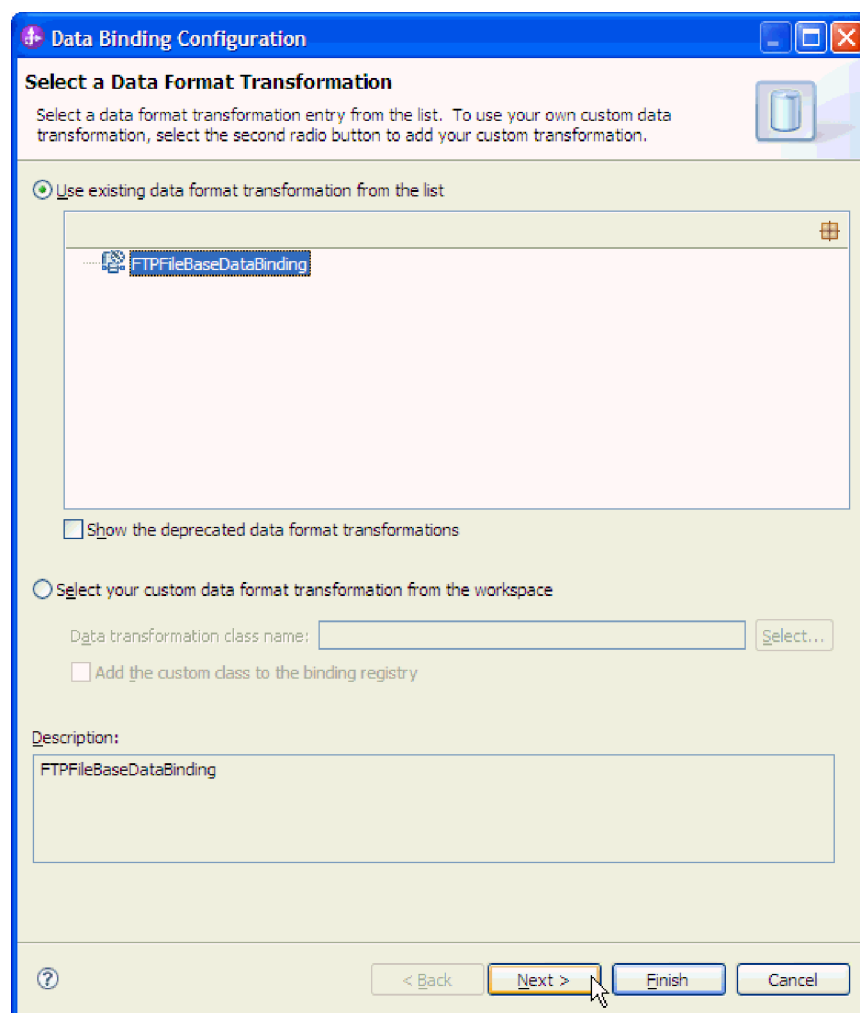 Data Binding Configuration
Select a Data Format Transformation
Select a data format transformation entry from the list. To use your own custom data
transformation, select the second radio button to add your custom transformation.
Use existing data format transformation from the list
FTPFileBaseDataBinding
Show the deprecated data format transformations
Select your custom data format transformation from the workspace
Data transformation class name:
Select...
Add the custom class to the binding registry
Description:
FTPFileBaseDataBinding
< Back
Next >
Finish
Cancel